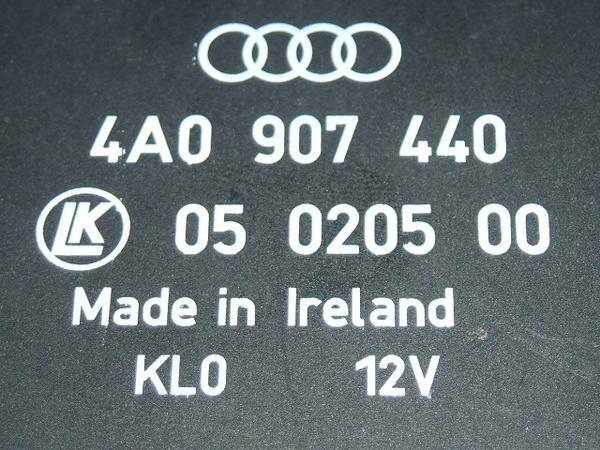 4A0 907 440
LK 05 0205 00
Made in Ireland
KL0 12V